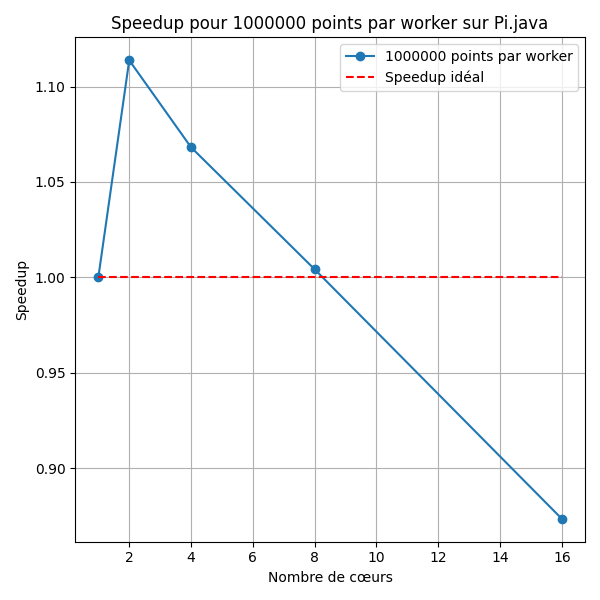 Speedup pour 1000000 points par worker sur Pi.java
1000000 points par worker
Speedup idéal
1.10
1.05
1.00
0.95
0.90
Speedup
2 4 6 8 10 12 14 16
Nombre de cœurs